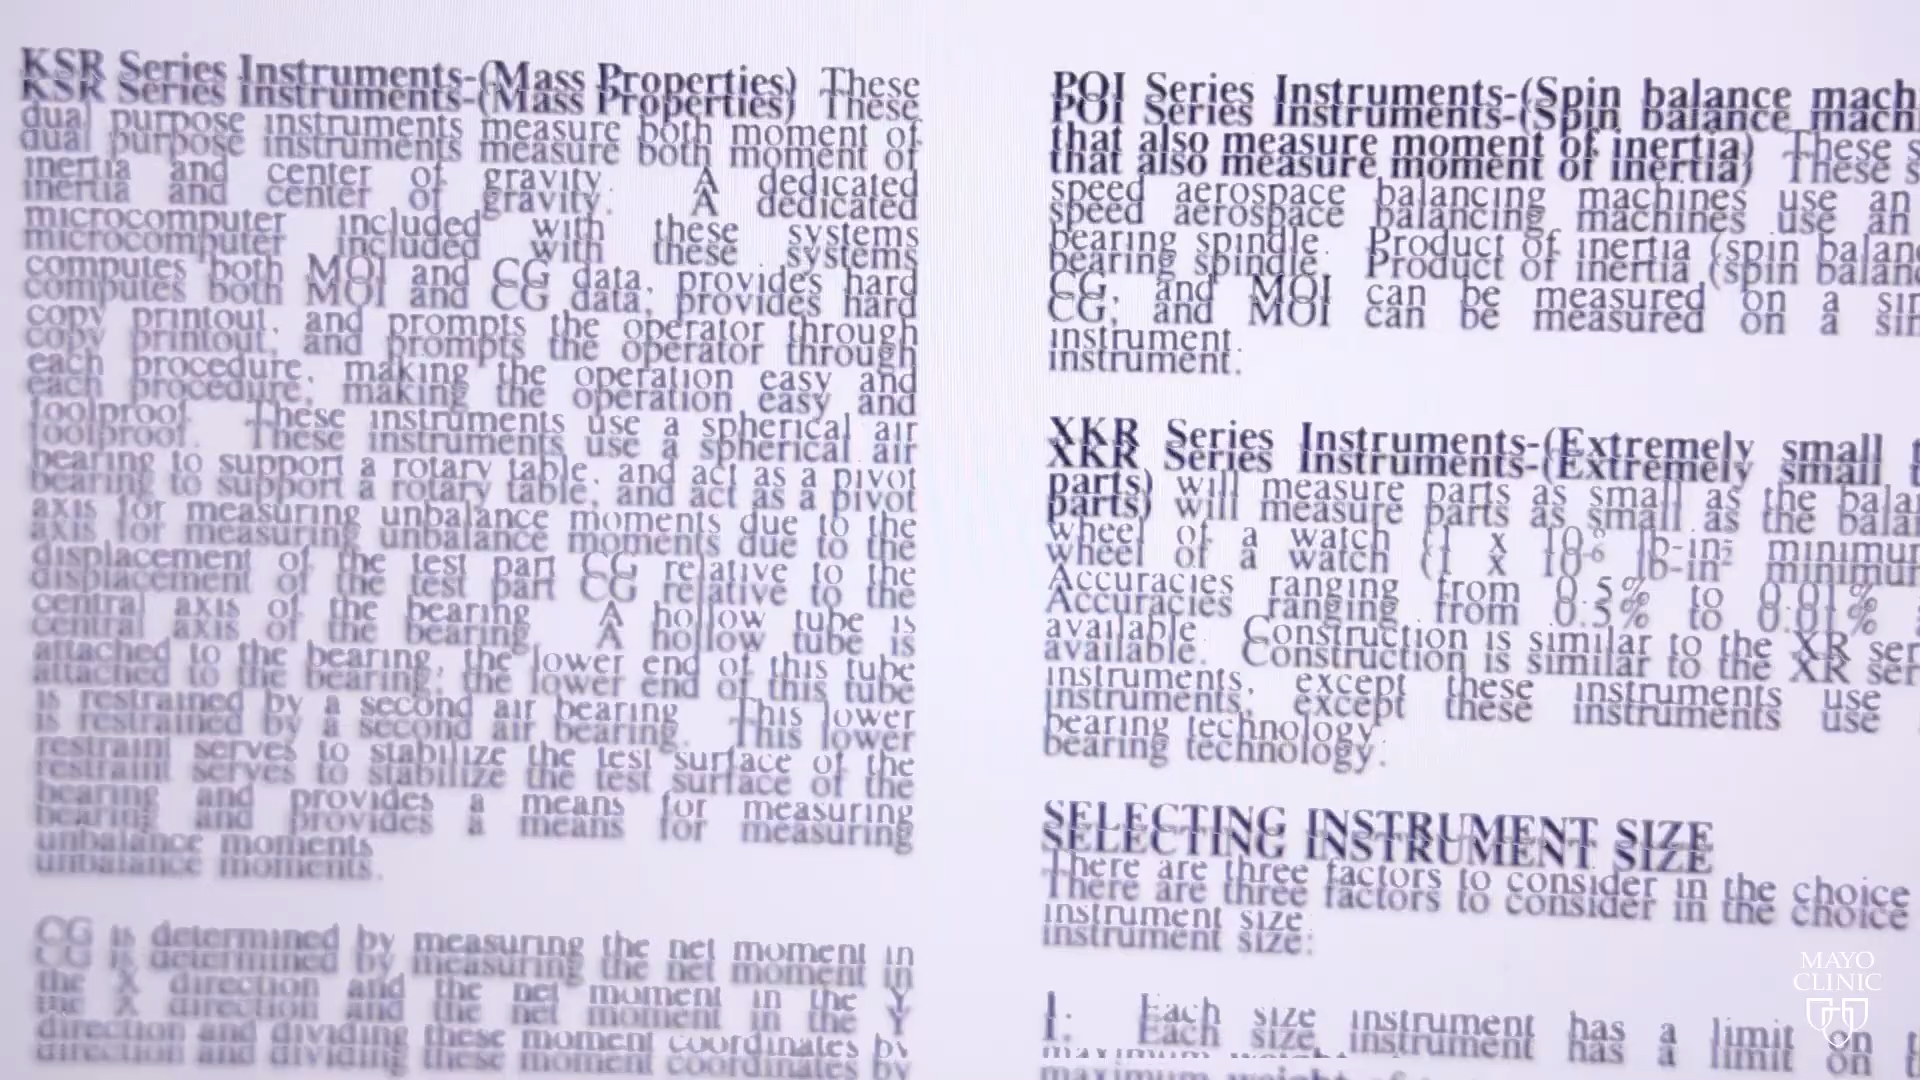 KSR Series Instruments-(Mass Properties) These
dual purpose instruments measure both moment of
inertia and center of gravity. A dedicated
microcomputer included with these systems
computes both MOI and CG data, provides hard
copy printout, and prompts the operator through
each procedure, making the operation easy and
foolproof. These instruments use a spherical air
bearing to support a rotary table, and act as a pivot
axis for measuring unbalance moments due to the
displacement of the test part CG relative to the
central axis of the bearing. A hollow tube is
attached to the bearing; the lower end of this tube
is restrained by a second air bearing. This lower
restraint serves to stabilize the test surface of the
bearing and provides a means for measuring
unbalance moments.
CG is determined by measuring the net moment in
the X direction and the net moment in the Y
direction and dividing these moment coordinates by
POI Series Instruments-(Spin balance mach
that also measure moment of inertia) These s
speed aerospace balancing machines use an
bearing spindle. Product of inertia (spin balanc
CG, and MOI can be measured on a sin
instrument.
XKR Series Instruments-(Extremely small t
parts) will measure parts as small as the balan
wheel of a watch (1 x 10⁻⁶ lb-in² minimum
Accuracies ranging from 0.5% to 0.01%
available. Construction is similar to the XR ser
instruments, except these instruments use
bearing technology.
SELECTING INSTRUMENT SIZE
There are three factors to consider in the choice
instrument size:
1. Each size instrument has a limit on t
maximum weight
MAYO
CLINIC